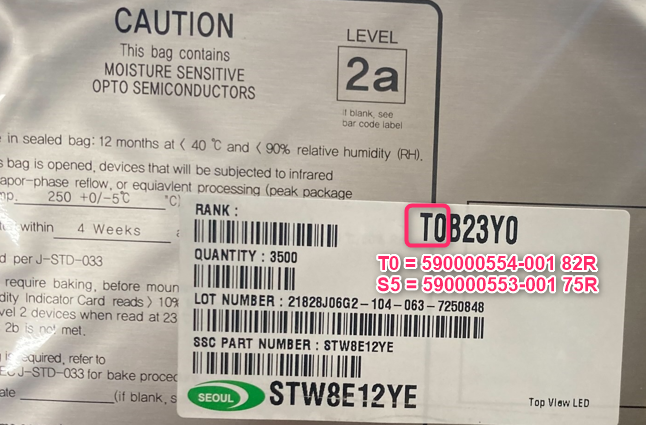 CAUTION
This bag contains
MOISTURE SENSITIVE
OPTO SEMICONDUCTORS
LEVEL
2a
if blank, see
bar code label
in sealed bag: 12 months at < 40 ℃ and < 90% relative humidity (RH).
bag is opened, devices that will be subjected to infrared
apor-phase reflow, or equiavlent processing (peak package
mp. 250 +0/-5℃ ℃)
within 4 Weeks
d per J-STD-033
require baking, before moun
dity Indicator Card reads > 10%
vel 2 devices when read at 23
2b is not met.
is required, refer to
J-STD-033 for bake proced
ate (if blank, s
RANK :
T0B23Y0
T0 = 590000554-001 82R
S5 = 590000553-001 75R
QUANTITY : 3500
LOT NUMBER : 21828J06G2-104-063-7250848
SSC PART NUMBER : STW8E12YE
SEOUL
STW8E12YE
Top View LED